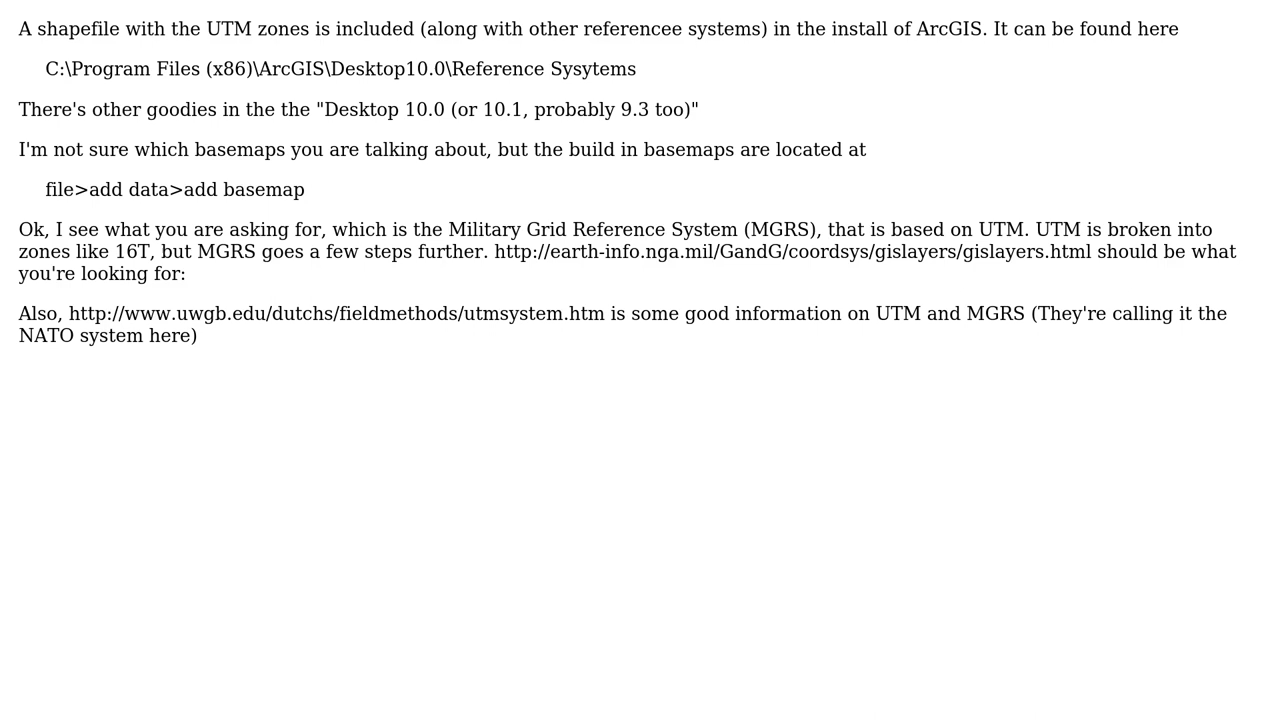 A shapefile with the UTM zones is included (along with other referencee systems) in the install of ArcGIS. It can be found here
C:\Program Files (x86)\ArcGIS\Desktop10.0\Reference Sysytems
There's other goodies in the the "Desktop 10.0 (or 10.1, probably 9.3 too)"
I'm not sure which basemaps you are talking about, but the build in basemaps are located at
file>add data>add basemap
Ok, I see what you are asking for, which is the Military Grid Reference System (MGRS), that is based on UTM. UTM is broken into
zones like 16T, but MGRS goes a few steps further. http://earth-info.nga.mil/GandG/coordsys/gislayers/gislayers.html should be what
you're looking for:
Also, http://www.uwgb.edu/dutchs/fieldmethods/utmsystem.htm is some good information on UTM and MGRS (They're calling it the
NATO system here)